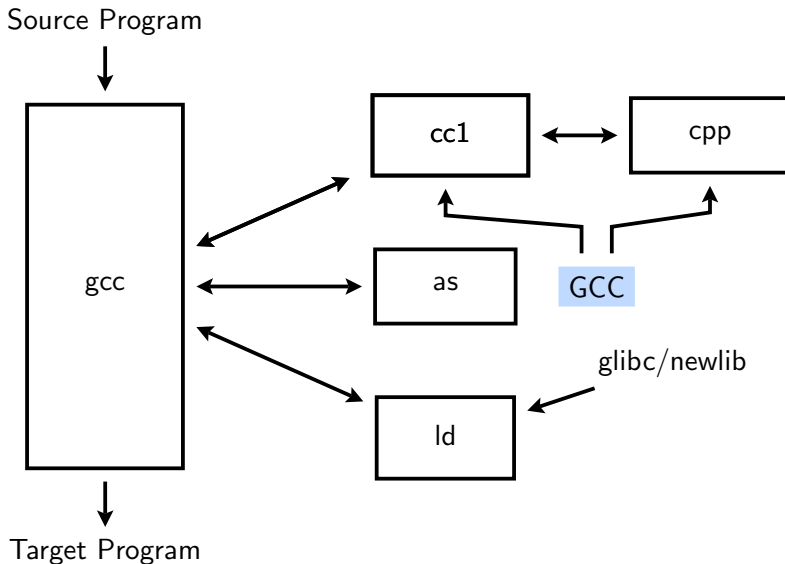 Source Program
cc1
cpp
gcc
as
GCC
glibc/newlib
ld
Target Program